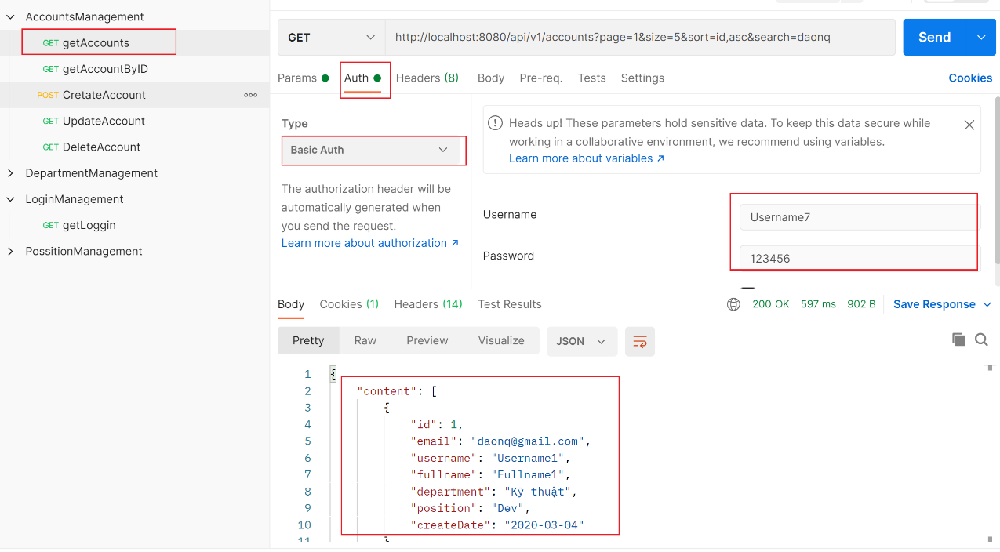 AccountsManagement
GET getAccounts
GET getAccountByID
POST CretateAccount
GET UpdateAccount
GET DeleteAccount
DepartmentManagement
LoginManagement
GET getLoggin
PossitionManagement
GET
http://localhost:8080/api/v1/accounts?page=1&size=5&sort=id,asc&search=daonq
Send
Params
Auth
Headers (8)
Body
Pre-req.
Tests
Settings
Cookies
Type
Basic Auth
The authorization header will be
automatically generated when
you send the request.
Learn more about authorization ↗
Heads up! These parameters hold sensitive data. To keep this data secure while
working in a collaborative environment, we recommend using variables.
Learn more about variables ↗
Username
Username7
Password
123456
Body
Cookies (1)
Headers (14)
Test Results
200 OK
597 ms
902 B
Save Response
Pretty
Raw
Preview
Visualize
JSON
1 {
2 "content": [
3 {
4 "id": 1,
5 "email": "daonq@gmail.com",
6 "username": "Username1",
7 "fullname": "Fullname1",
8 "department": "Kỹ thuật",
9 "position": "Dev",
10 "createDate": "2020-03-04"
11 }